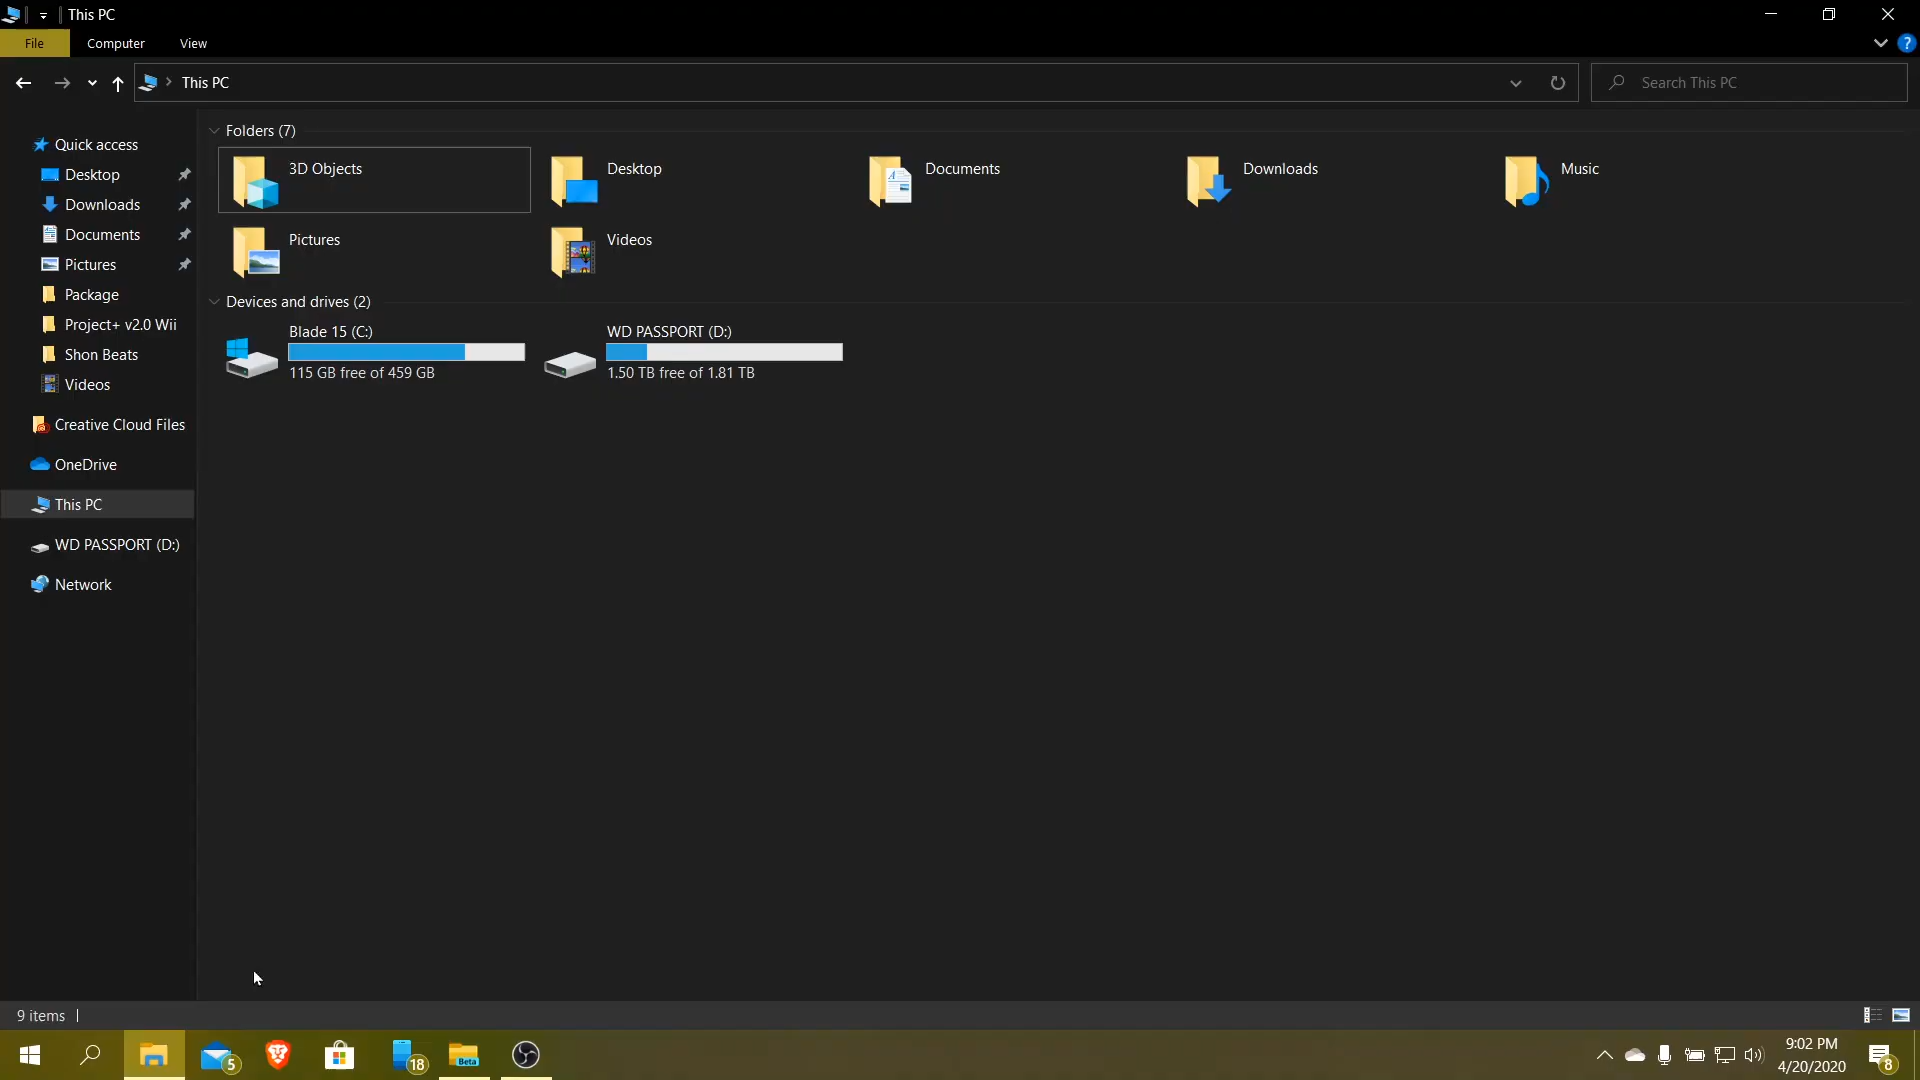 This PC
File
Computer
View
?
This PC
Search This PC
Quick access
Desktop
Downloads
Documents
Pictures
Package
Project+ v2.0 Wii
Shon Beats
Videos
Creative Cloud Files
OneDrive
This PC
WD PASSPORT (D:)
Network
Folders (7)
3D Objects
Desktop
Documents
Downloads
Music
Pictures
Videos
Devices and drives (2)
Blade 15 (C:)
115 GB free of 459 GB
WD PASSPORT (D:)
1.50 TB free of 1.81 TB
9 items
5
18
Beta
9:02 PM
4/20/2020
8